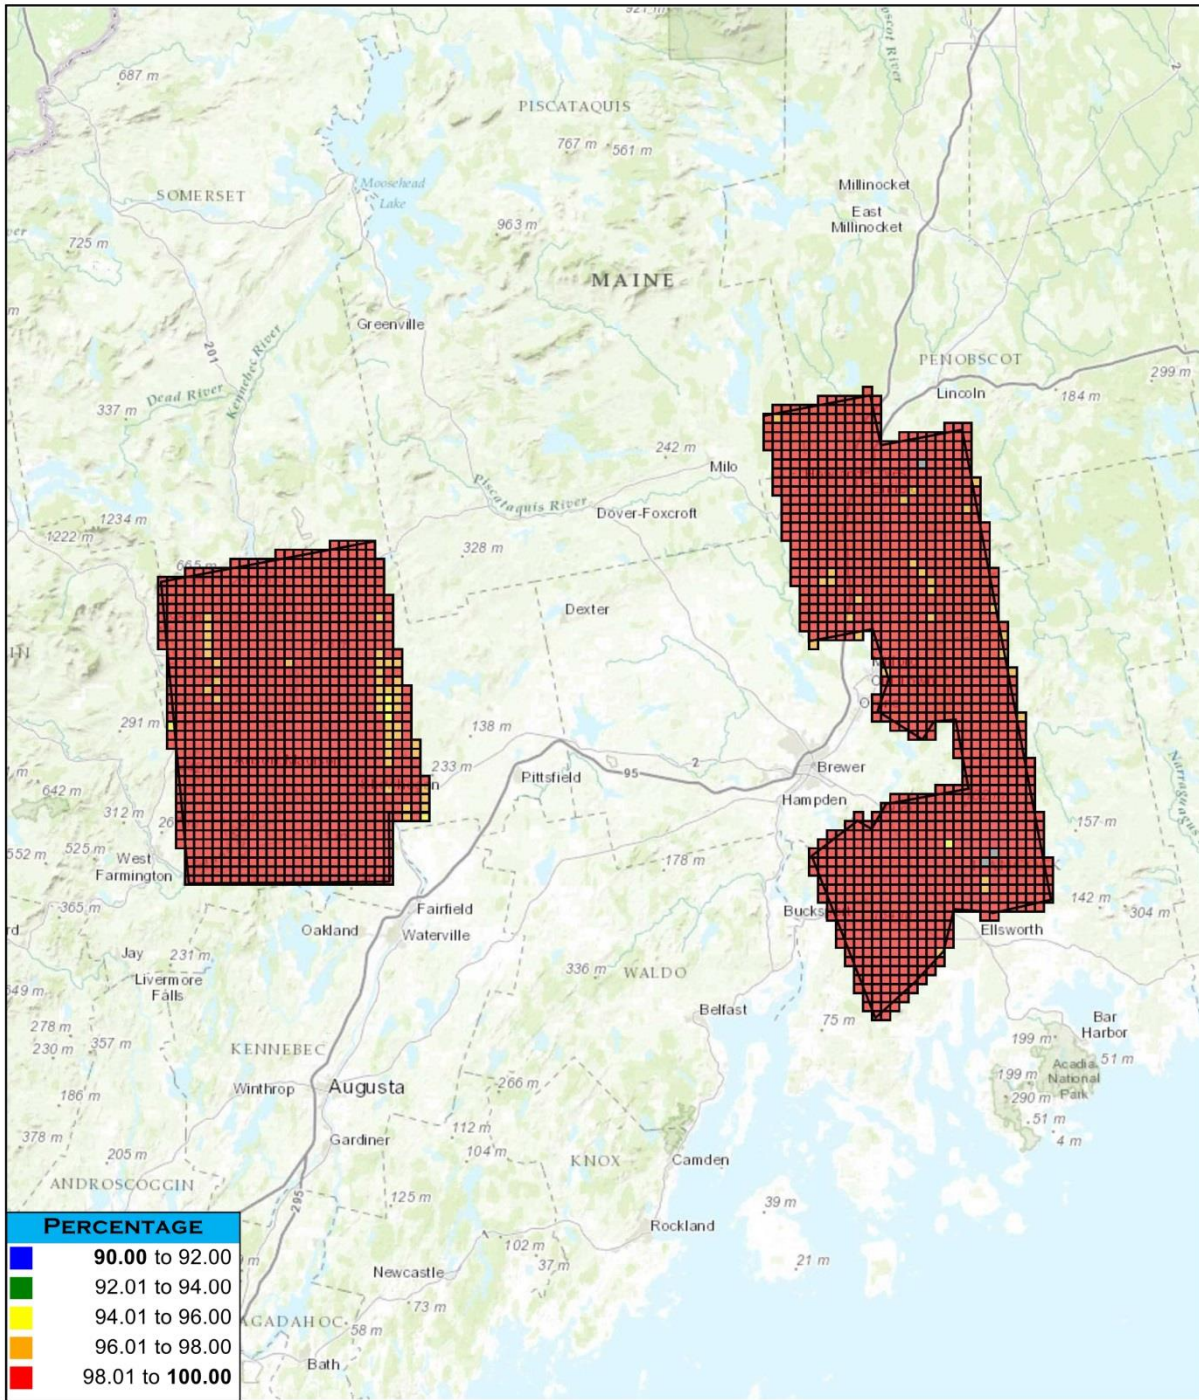 921 m
687 m
PISCATAQUIS
767 m
561 m
2
Moosehead
Lake
Millinocket
SOMERSET
East
Millinocket
963 m
725 m
MAINE
Greenville
201
Kennebec River
PENOBSCOT
299 m
Lincoln
184 m
Dead River
337 m
242 m
Milo
Piscataquis River
Dover-Foxcroft
1234 m
1222 m
328 m
665 m
Dexter
291 m
138 m
233 m
2
95
Brewer
Pittsfield
Hampden
642 m
312 m
157 m
525 m
552 m
West
Farmington
178 m
142 m
304 m
365 m
Fairfield
Oakland
Waterville
Ellsworth
Jay
231 m
336 m
WALDO
Livermore
Falls
Belfast
75 m
Bar
Harbor
278 m
357 m
230 m
KENNEBEC
199 m
51 m
Acadia
National
Park
199 m
Winthrop
Augusta
266 m
290 m
186 m
51 m
4 m
378 m
Gardiner
112 m
104 m
205 m
KNOX
Camden
ANDROSCOGGIN
125 m
39 m
295
Rockland
102 m
37 m
21 m
Newcastle
73 m
AGADAHOC
58 m
Bath
PERCENTAGE
90.00 to 92.00
92.01 to 94.00
94.01 to 96.00
96.01 to 98.00
98.01 to 100.00